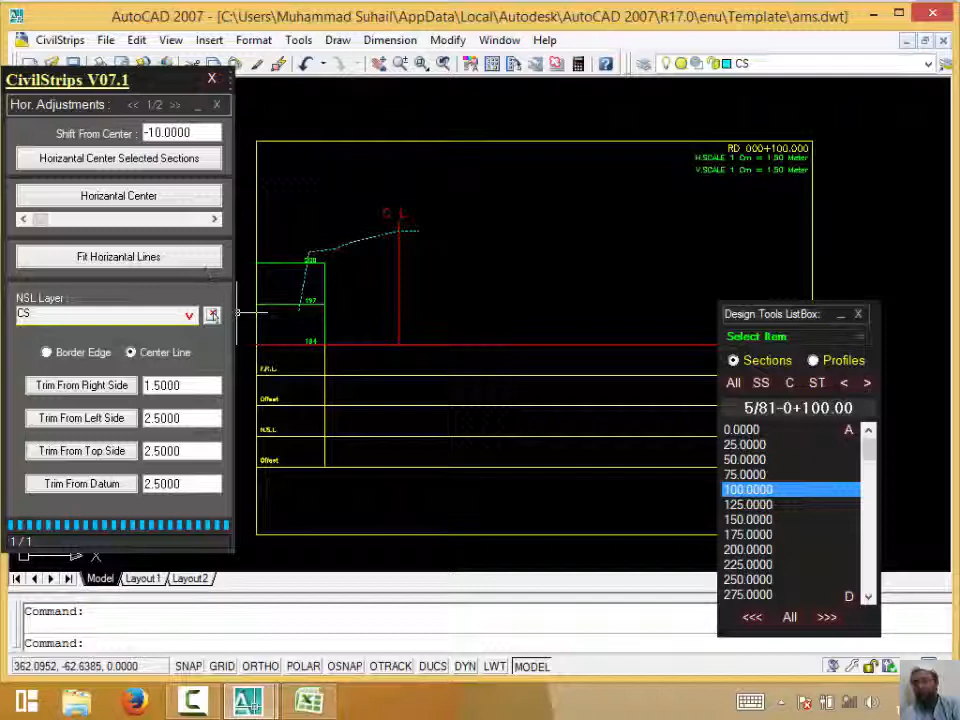 AutoCAD 2007 - [C:\Users\Muhammad Suhail\AppData\Local\Autodesk\AutoCAD 2007\R17.0\enu\Template\ams.dwt]
CivilStrips File Edit View Insert Format Tools Draw Dimension Modify Window Help
CS
CivilStrips V07.1 X
Hor. Adjustments : << 1/2 >> _ X
Shift From Center : -10.0000
Horizantal Center Selected Sections
Horizantal Center
Fit Horizantal Lines
NSL Layer :
CS
Border Edge Center Line
Trim From Right Side 1.5000
Trim From Left Side 2.5000
Trim From Top Side 2.5000
Trim From Datum 2.5000
1 / 1
RD 000+100.000
H.SCALE 1 Cm = 1.50 Meter
V.SCALE 1 Cm = 1.50 Meter
C L
197
194
F.R.L
Offset
N.S.L
Offset
Design Tools ListBox: _ X
Select Item
Sections Profiles
All SS C ST < >
5/81-0+100.00
0.0000 A
25.0000
50.0000
75.0000
100.0000
125.0000
150.0000
175.0000
200.0000
225.0000
250.0000
275.0000 D
<<< All >>>
X
Model Layout1 Layout2
Command:
Command:
362.0952, -62.6385, 0.0000 SNAP GRID ORTHO POLAR OSNAP OTRACK DUCS DYN LWT MODEL